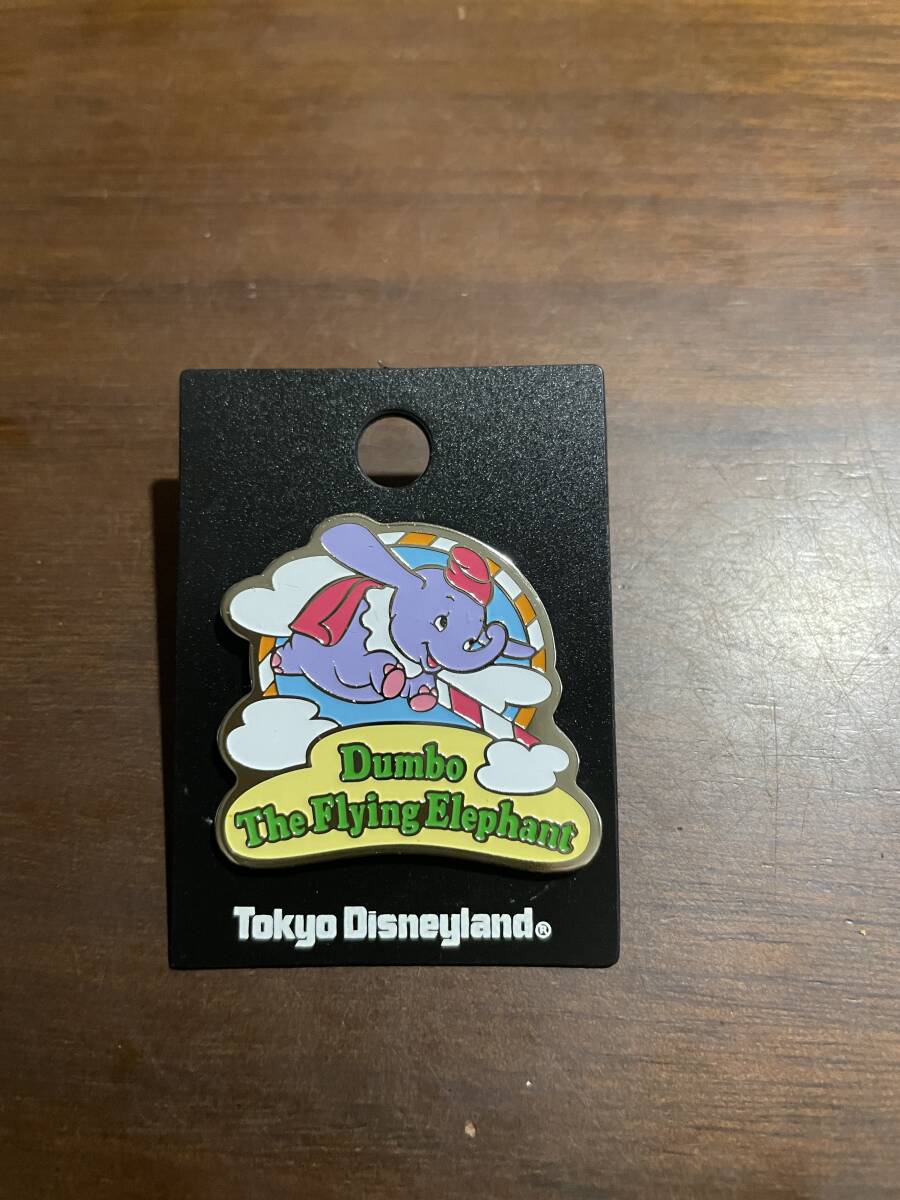 Dumbo
The Flying Elephant
Tokyo Disneyland®